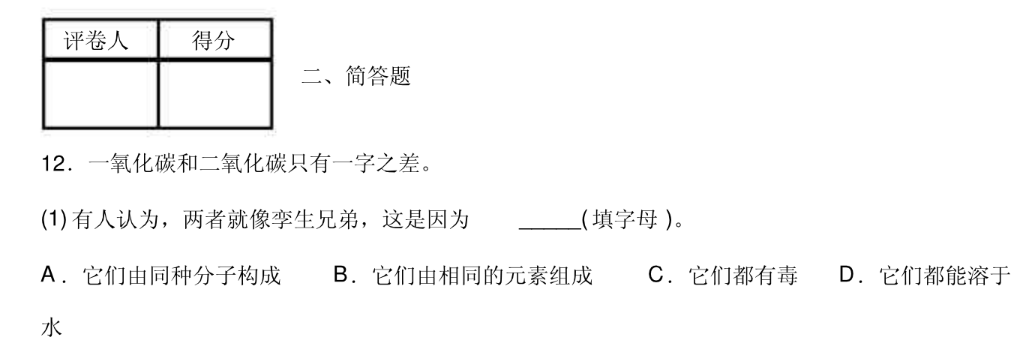 评卷人 得分
二、简答题
12．一氧化碳和二氧化碳只有一字之差。
(1)有人认为，两者就像孪生兄弟，这是因为 _____(填字母)。
A．它们由同种分子构成 B．它们由相同的元素组成 C．它们都有毒 D．它们都能溶于
水